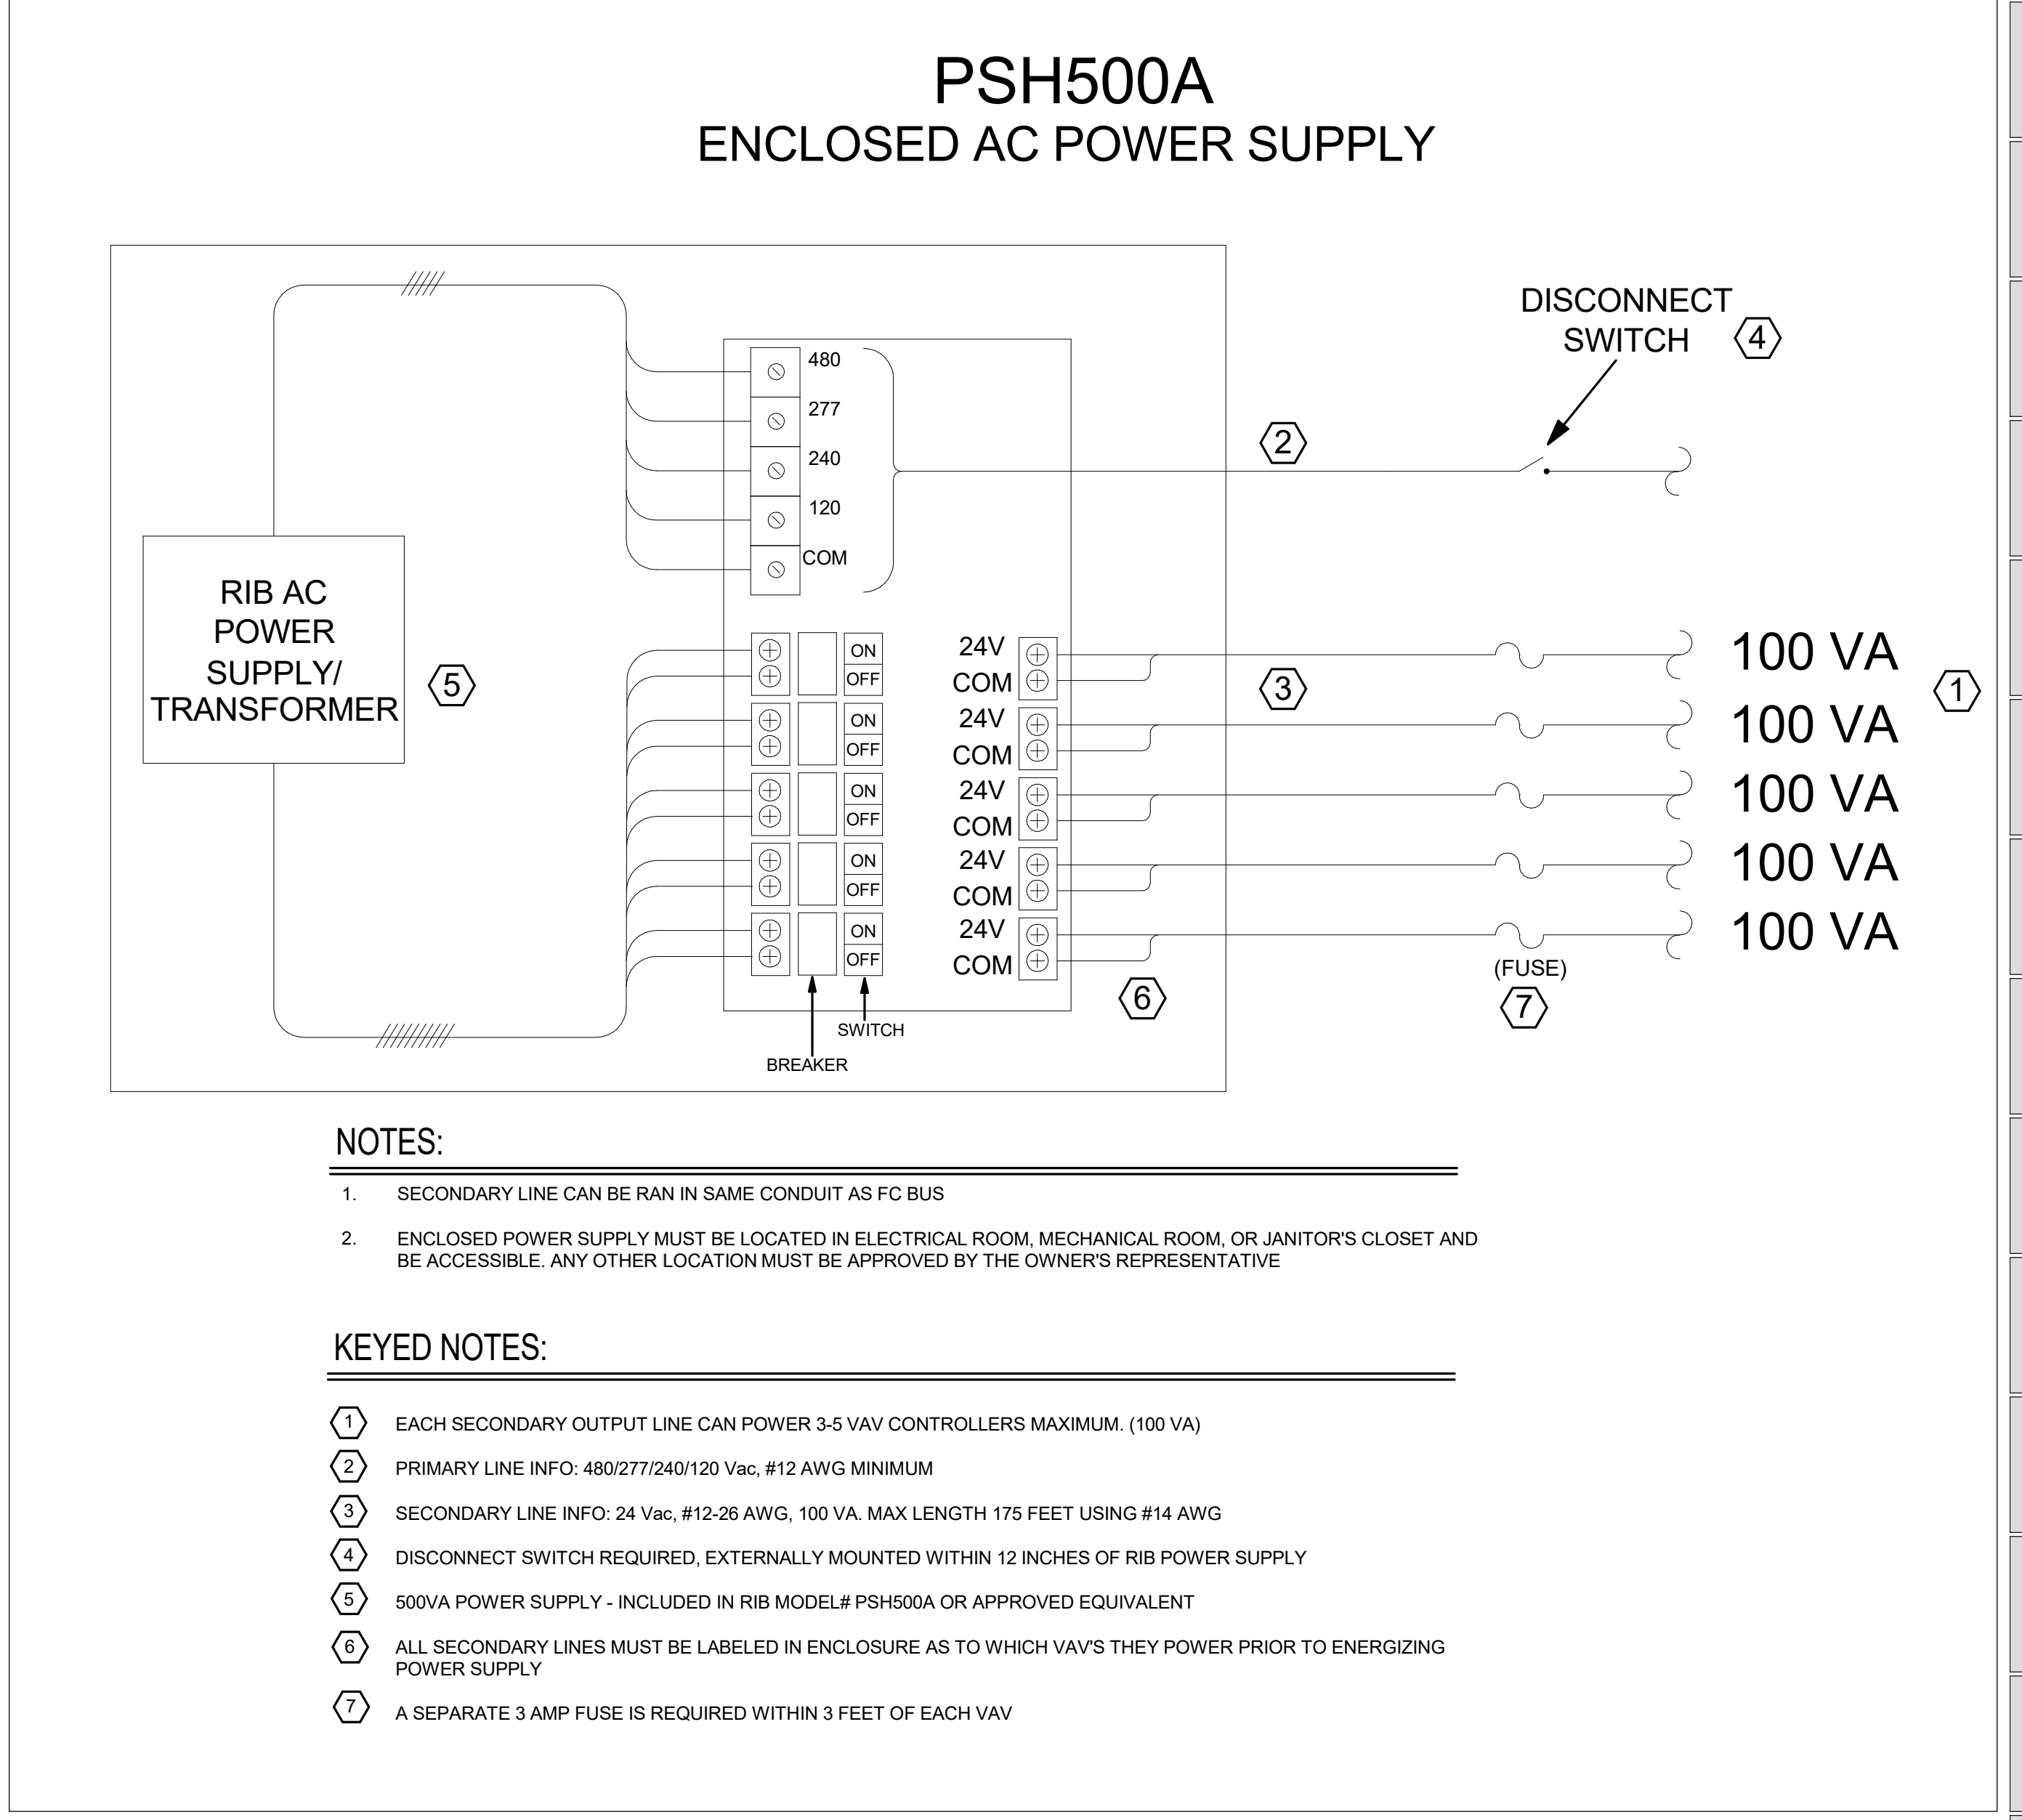 PSH500A
ENCLOSED AC POWER SUPPLY
DISCONNECT
SWITCH
4
480
277
240
120
COM
2
RIB AC
POWER
SUPPLY/
TRANSFORMER
5
ON
OFF
24V
COM
3
100 VA
1
ON
OFF
24V
COM
100 VA
ON
OFF
24V
COM
100 VA
ON
OFF
24V
COM
100 VA
ON
OFF
24V
COM
100 VA
(FUSE)
6
7
SWITCH
BREAKER
NOTES:
1. SECONDARY LINE CAN BE RAN IN SAME CONDUIT AS FC BUS
2. ENCLOSED POWER SUPPLY MUST BE LOCATED IN ELECTRICAL ROOM, MECHANICAL ROOM, OR JANITOR'S CLOSET AND
BE ACCESSIBLE. ANY OTHER LOCATION MUST BE APPROVED BY THE OWNER'S REPRESENTATIVE
KEYED NOTES:
1 EACH SECONDARY OUTPUT LINE CAN POWER 3-5 VAV CONTROLLERS MAXIMUM. (100 VA)
2 PRIMARY LINE INFO: 480/277/240/120 Vac, #12 AWG MINIMUM
3 SECONDARY LINE INFO: 24 Vac, #12-26 AWG, 100 VA. MAX LENGTH 175 FEET USING #14 AWG
4 DISCONNECT SWITCH REQUIRED, EXTERNALLY MOUNTED WITHIN 12 INCHES OF RIB POWER SUPPLY
5 500VA POWER SUPPLY - INCLUDED IN RIB MODEL# PSH500A OR APPROVED EQUIVALENT
6 ALL SECONDARY LINES MUST BE LABELED IN ENCLOSURE AS TO WHICH VAV'S THEY POWER PRIOR TO ENERGIZING
POWER SUPPLY
7 A SEPARATE 3 AMP FUSE IS REQUIRED WITHIN 3 FEET OF EACH VAV